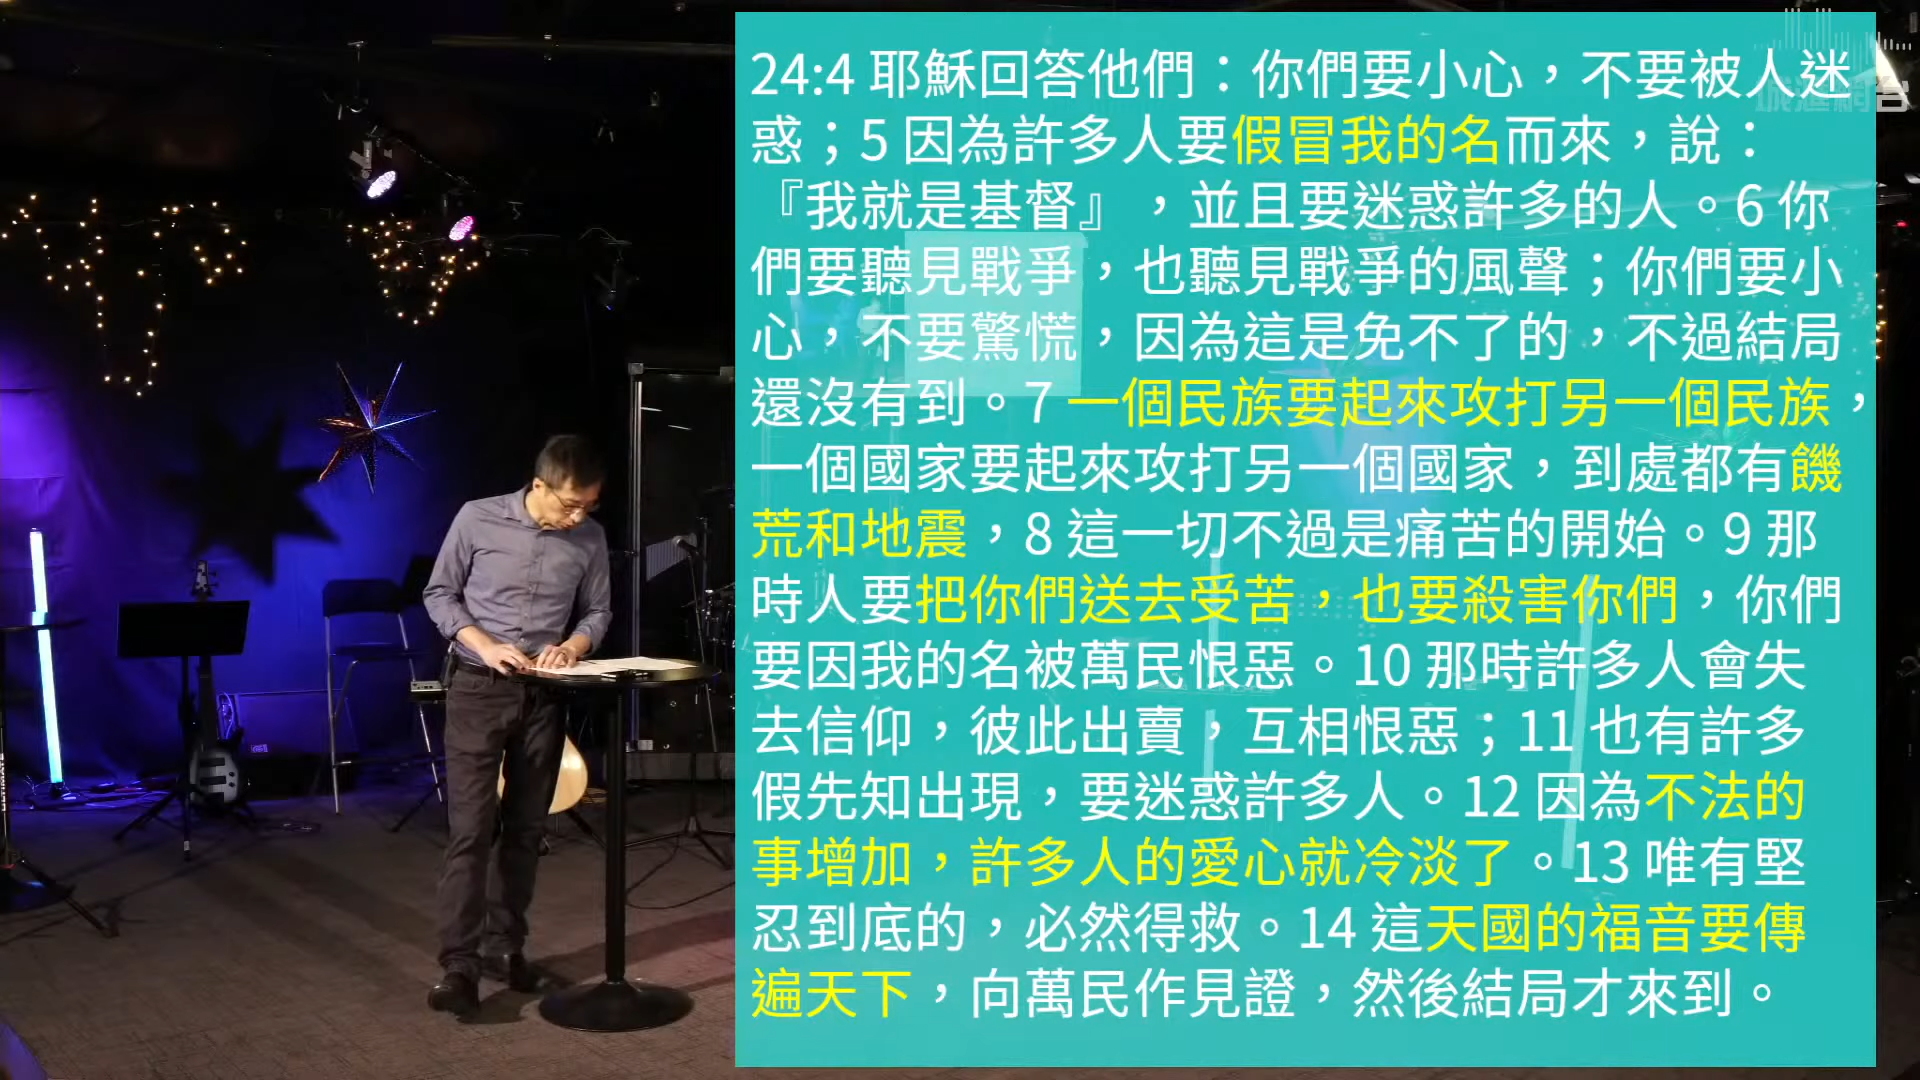 24:4 耶穌回答他們：你們要小心，不要被人迷
惑；5 因為許多人要假冒我的名而來，說：
『我就是基督』，並且要迷惑許多的人。6 你
們要聽見戰爭，也聽見戰爭的風聲；你們要小
心，不要驚慌，因為這是免不了的，不過結局
還沒有到。7 一個民族要起來攻打另一個民族，
一個國家要起來攻打另一個國家，到處都有饑
荒和地震，8 這一切不過是痛苦的開始。9 那
時人要把你們送去受苦，也要殺害你們，你們
要因我的名被萬民恨惡。10 那時許多人會失
去信仰，彼此出賣，互相恨惡；11 也有許多
假先知出現，要迷惑許多人。12 因為不法的
事增加，許多人的愛心就冷淡了。13 唯有堅
忍到底的，必然得救。14 這天國的福音要傳
遍天下，向萬民作見證，然後結局才來到。